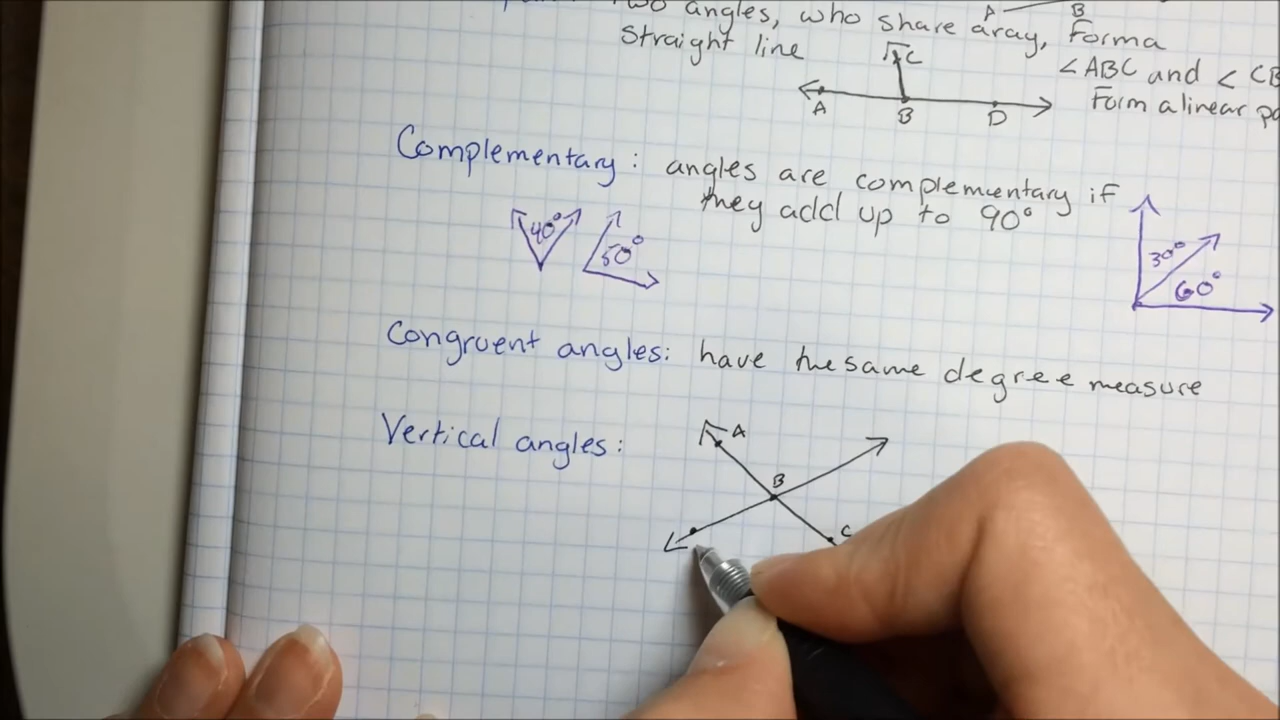 Two angles, who share a ray, form a
straight line
A B
∠ABC and ∠CB
Form a linear pa
C
A B D
Complementary: angles are complementary if
they add up to 90°
40° 50°
30°
60°
Congruent angles: have the same degree measure
Vertical angles:
A
B
C